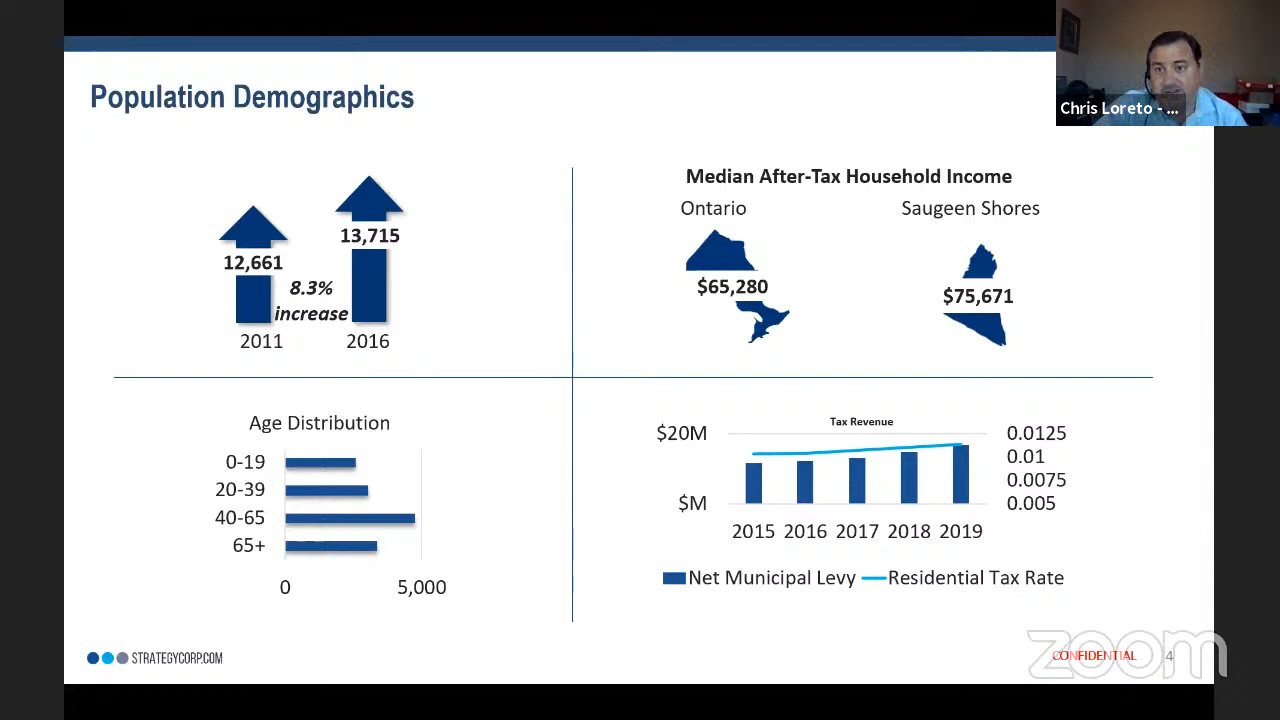 Population Demographics
Chris Loreto - ...
12,661
13,715
8.3%
increase
2011
2016
Median After-Tax Household Income
Ontario
Saugeen Shores
$65,280
$75,671
Age Distribution
0-19
20-39
40-65
65+
0
5,000
Tax Revenue
$20M
$M
0.0125
0.01
0.0075
0.005
2015 2016 2017 2018 2019
Net Municipal Levy
Residential Tax Rate
STRATEGYCORP.COM
CONFIDENTIAL
4
zoom